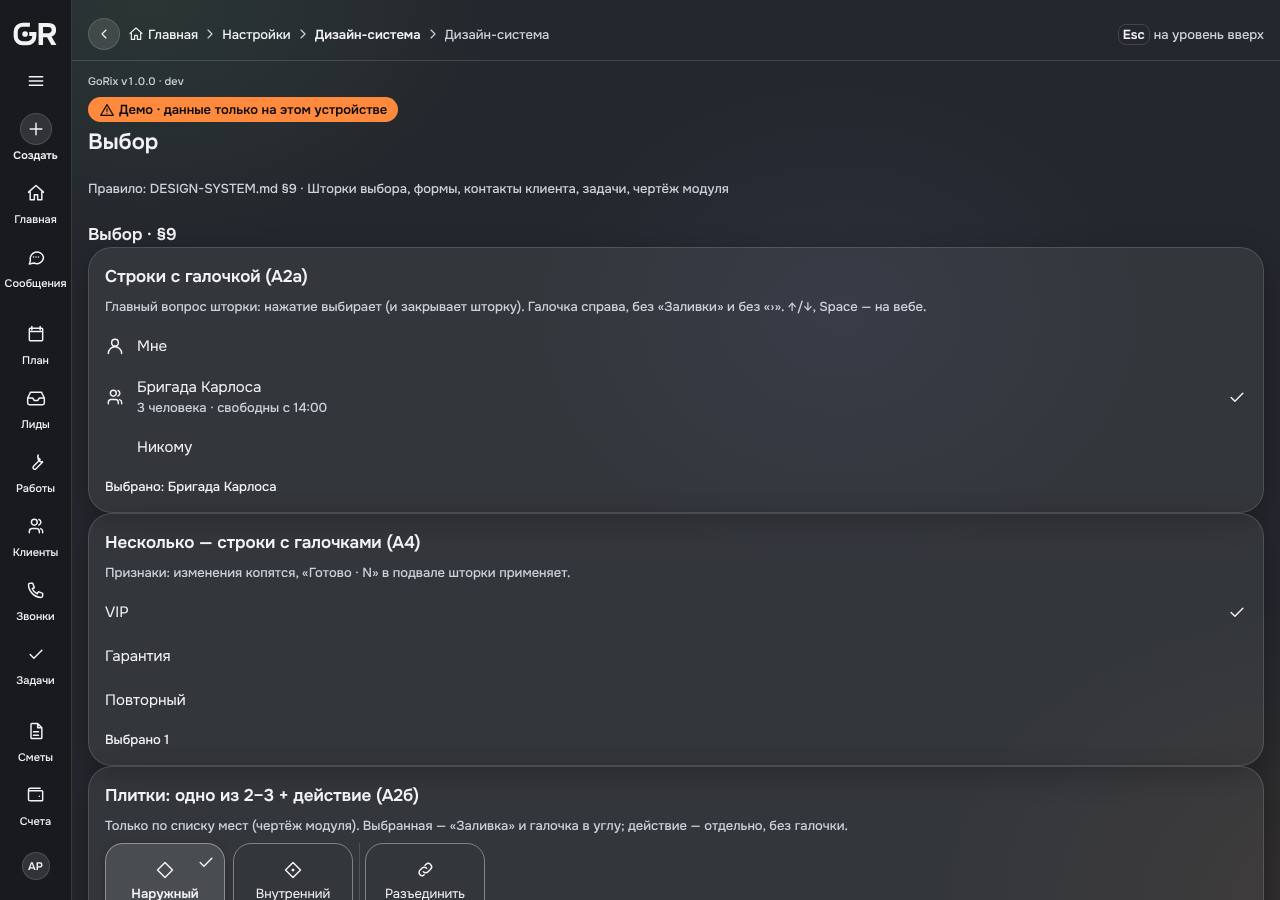 GR
Главная
Настройки
Дизайн-система
Дизайн-система
Esc на уровень вверх
GoRix v1.0.0 · dev
Демо · данные только на этом устройстве
Выбор
Правило: DESIGN-SYSTEM.md §9 · Шторки выбора, формы, контакты клиента, задачи, чертёж модуля
Выбор · §9
Строки с галочкой (А2а)
Главный вопрос шторки: нажатие выбирает (и закрывает шторку). Галочка справа, без «Заливки» и без «›». ↑/↓, Space — на вебе.
Мне
Бригада Карлоса
3 человека · свободны с 14:00
Никому
Выбрано: Бригада Карлоса
Несколько — строки с галочками (А4)
Признаки: изменения копятся, «Готово · N» в подвале шторки применяет.
VIP
Гарантия
Повторный
Выбрано 1
Плитки: одно из 2–3 + действие (А2б)
Только по списку мест (чертёж модуля). Выбранная — «Заливка» и галочка в углу; действие — отдельно, без галочки.
Наружный
Внутренний
Разъединить
Создать
Главная
Сообщения
План
Лиды
Работы
Клиенты
Звонки
Задачи
Сметы
Счета
АР